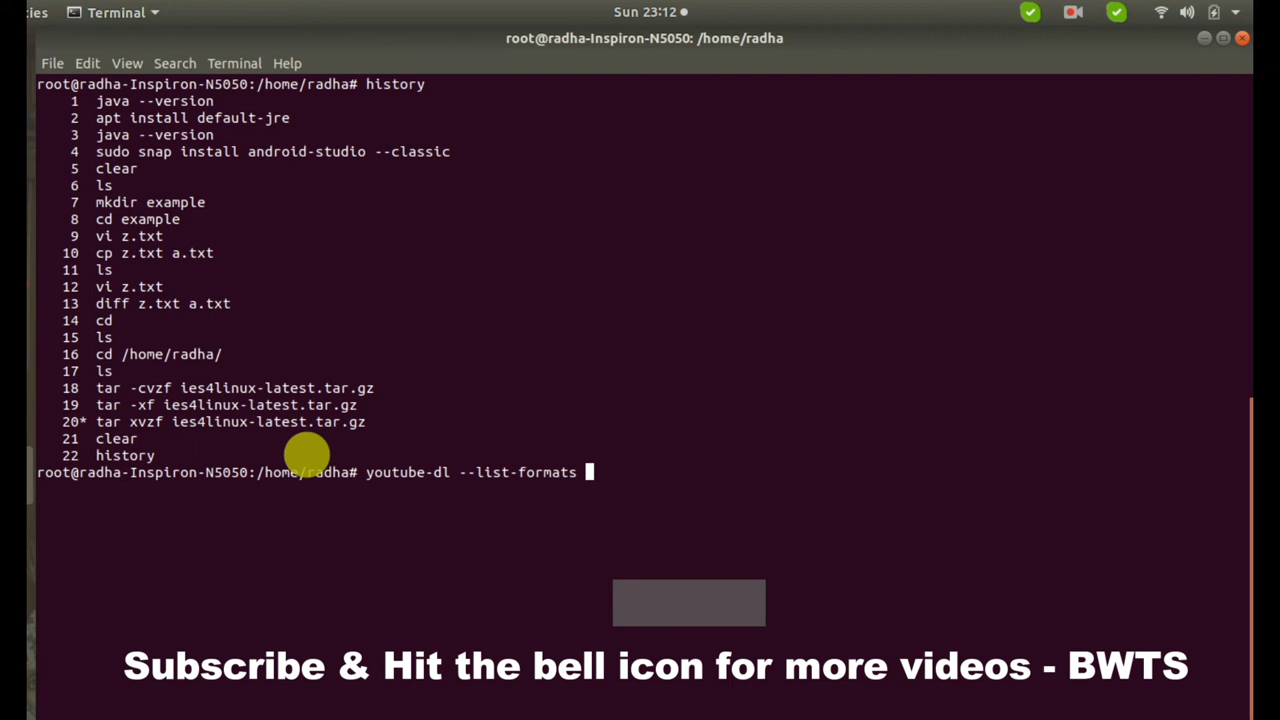 ies Terminal Sun 23:12
root@radha-Inspiron-N5050: /home/radha
File Edit View Search Terminal Help
root@radha-Inspiron-N5050:/home/radha# history
1 java --version
2 apt install default-jre
3 java --version
4 sudo snap install android-studio --classic
5 clear
6 ls
7 mkdir example
8 cd example
9 vi z.txt
10 cp z.txt a.txt
11 ls
12 vi z.txt
13 diff z.txt a.txt
14 cd
15 ls
16 cd /home/radha/
17 ls
18 tar -cvzf ies4linux-latest.tar.gz
19 tar -xf ies4linux-latest.tar.gz
20* tar xvzf ies4linux-latest.tar.gz
21 clear
22 history
root@radha-Inspiron-N5050:/home/radha# youtube-dl --list-formats
Subscribe & Hit the bell icon for more videos - BWTS